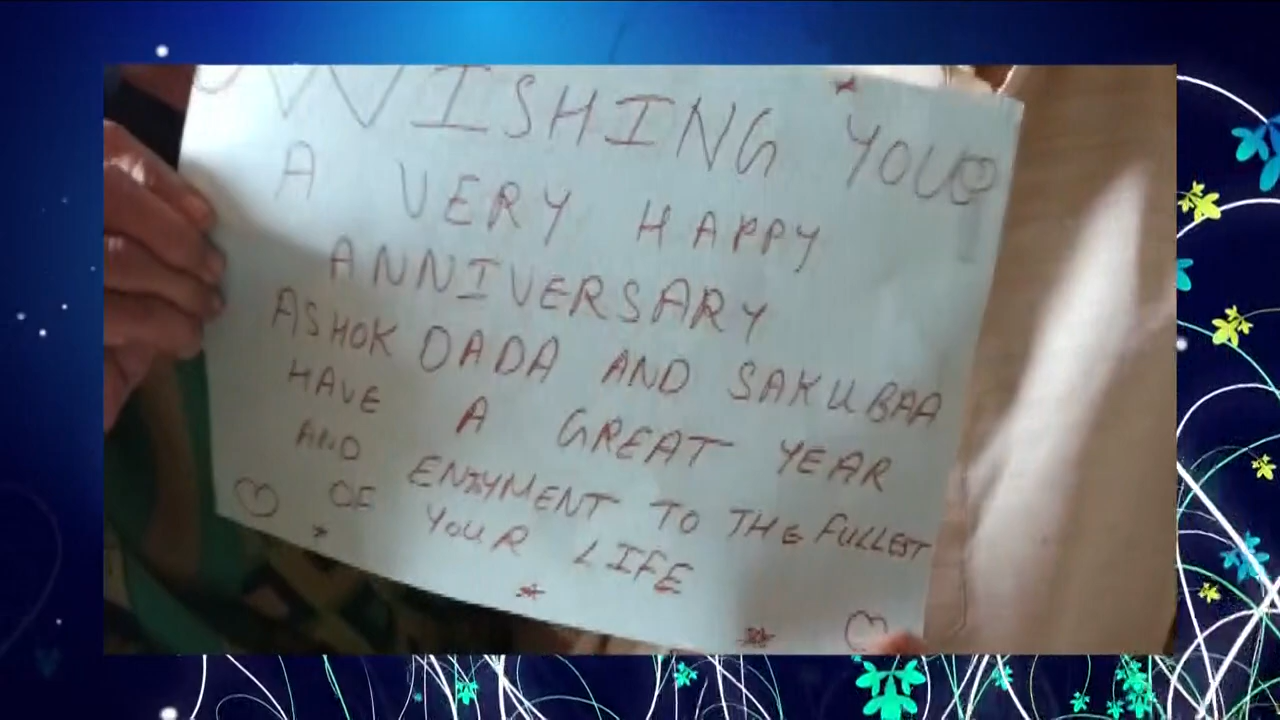 WISHING YOU
A VERY HAPPY
ANNIVERSARY
ASHOK DADA AND SAKUBAA
HAVE A GREAT YEAR
AND ENJYMENT TO THE FULLEST
OF YOUR LIFE